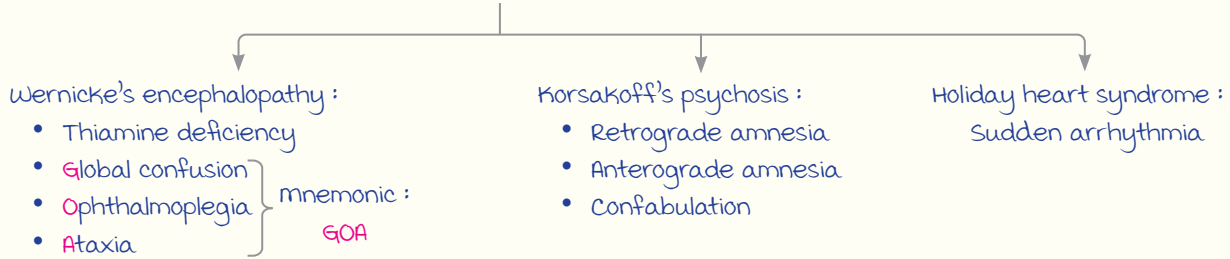 Wernicke's encephalopathy :
• Thiamine deficiency
• Global confusion
• Ophthalmoplegia
• Ataxia
mnemonic :
GOA
Korsakoff's psychosis :
• Retrograde amnesia
• Anterograde amnesia
• Confabulation
Holiday heart syndrome :
Sudden arrhythmia